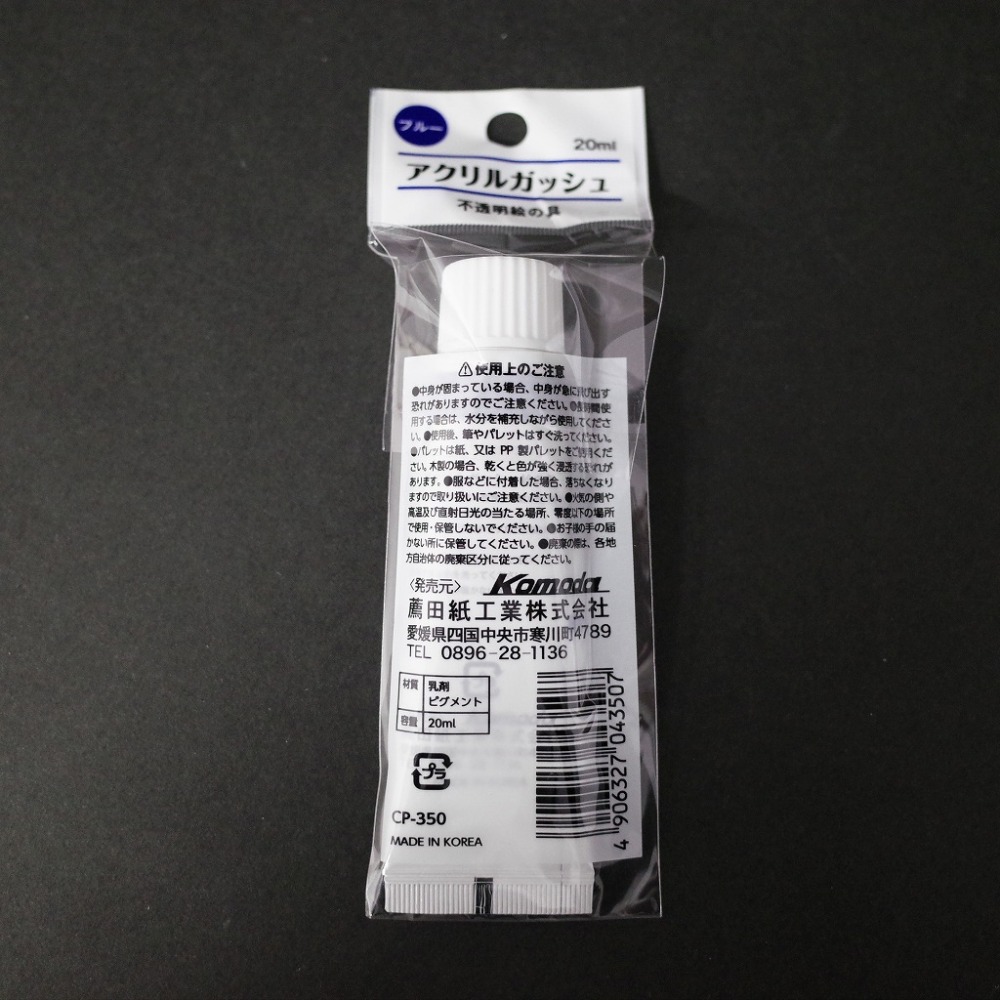 ブルー
20ml
アクリルガッシュ
不透明絵の具
⚠使用上のご注意
●中身が固まっている場合、中身が急に飛び出す
恐れがありますのでご注意ください。●長時間使
用する場合は、水分を補充しながら使用してくださ
い。●使用後、筆やパレットはすぐ洗ってください。
●パレットは紙、又は PP 製パレットをご使用くだ
さい。木製の場合、乾くと色が強く浸透する恐れが
あります。●服などに付着した場合、落ちなくなり
ますので取り扱いにご注意ください。●火気の側や
高温及び直射日光の当たる場所、零度以下の場所
で使用・保管しないでください。●お子様の手の届
かない所に保管してください。●廃棄の際は、各地
方自治体の廃棄区分に従ってください。
〈発売元〉 Komoda
薦田紙工業株式会社
愛媛県四国中央市寒川町4789
TEL 0896-28-1136
材質 乳剤
ピグメント
容量 20ml
プラ
CP-350
MADE IN KOREA
4 906327 043507